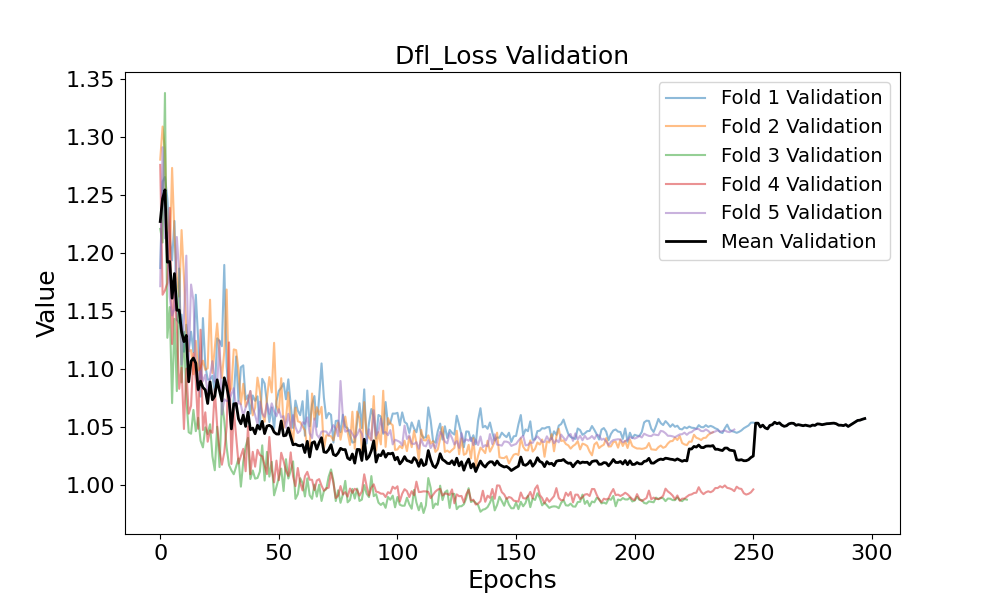 Dfl_Loss Validation
Value
1.35
1.30
1.25
1.20
1.15
1.10
1.05
1.00
Fold 1 Validation
Fold 2 Validation
Fold 3 Validation
Fold 4 Validation
Fold 5 Validation
Mean Validation
0
50
100
150
200
250
300
Epochs